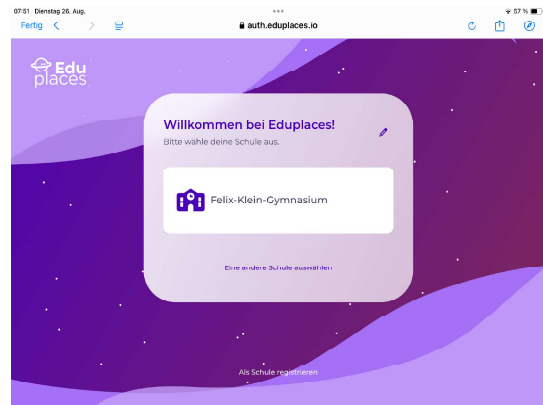 07:51 Dienstag 26. Aug.
57 %
Fertig
auth.eduplaces.io
Edu
places
Willkommen bei Eduplaces!
Bitte wähle deine Schule aus.
Felix-Klein-Gymnasium
Eine andere Schule auswählen
Als Schule registrieren